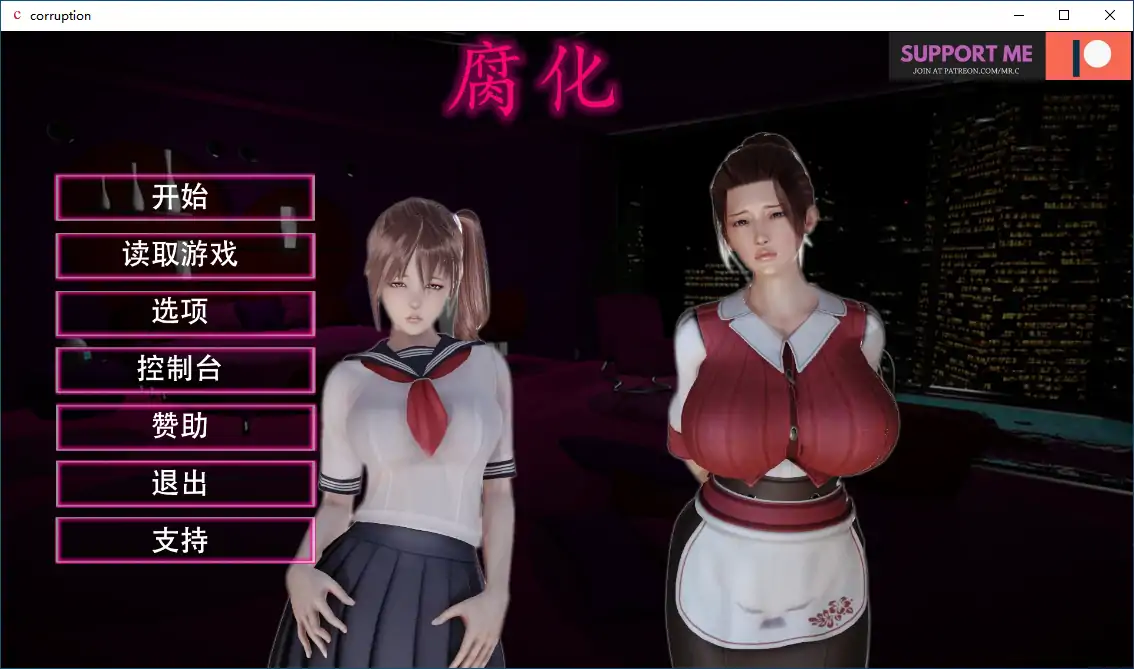 corruption
腐化
SUPPORT ME
JOIN AT PATREON.COM/MR.C
开始
读取游戏
选项
控制台
赞助
退出
支持